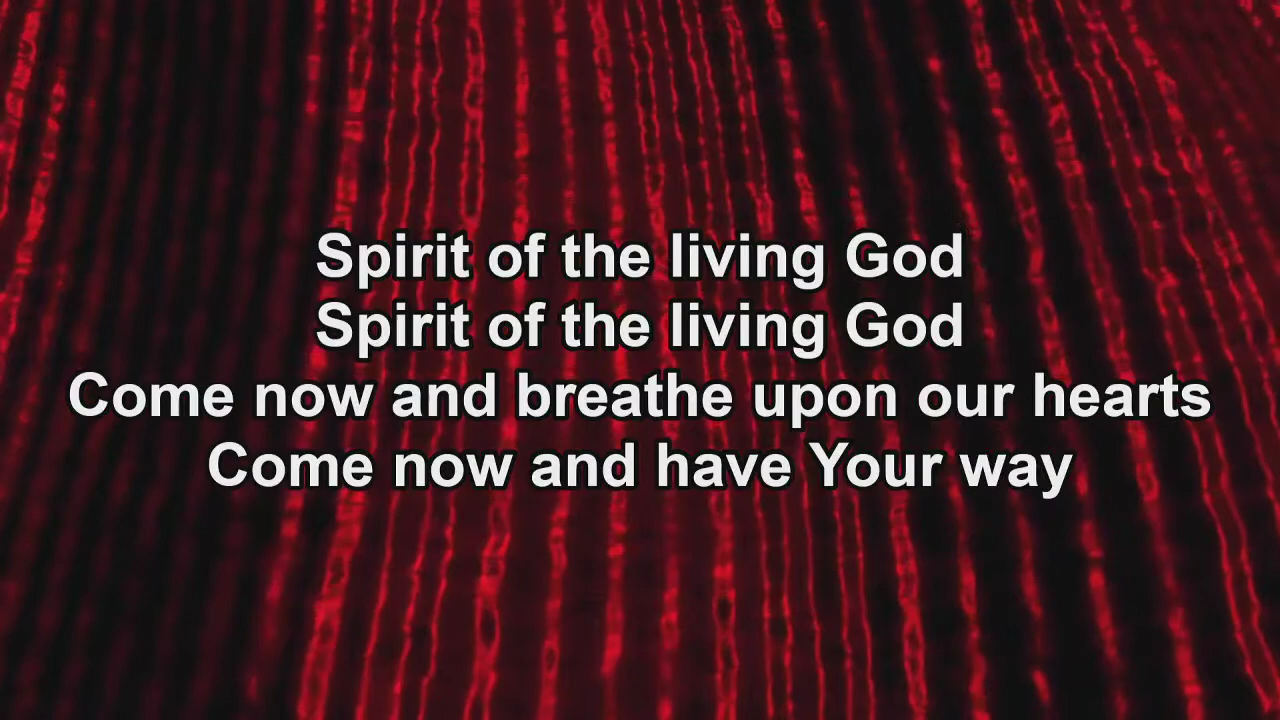 Spirit of the living God
Spirit of the living God
Come now and breathe upon our hearts
Come now and have Your way